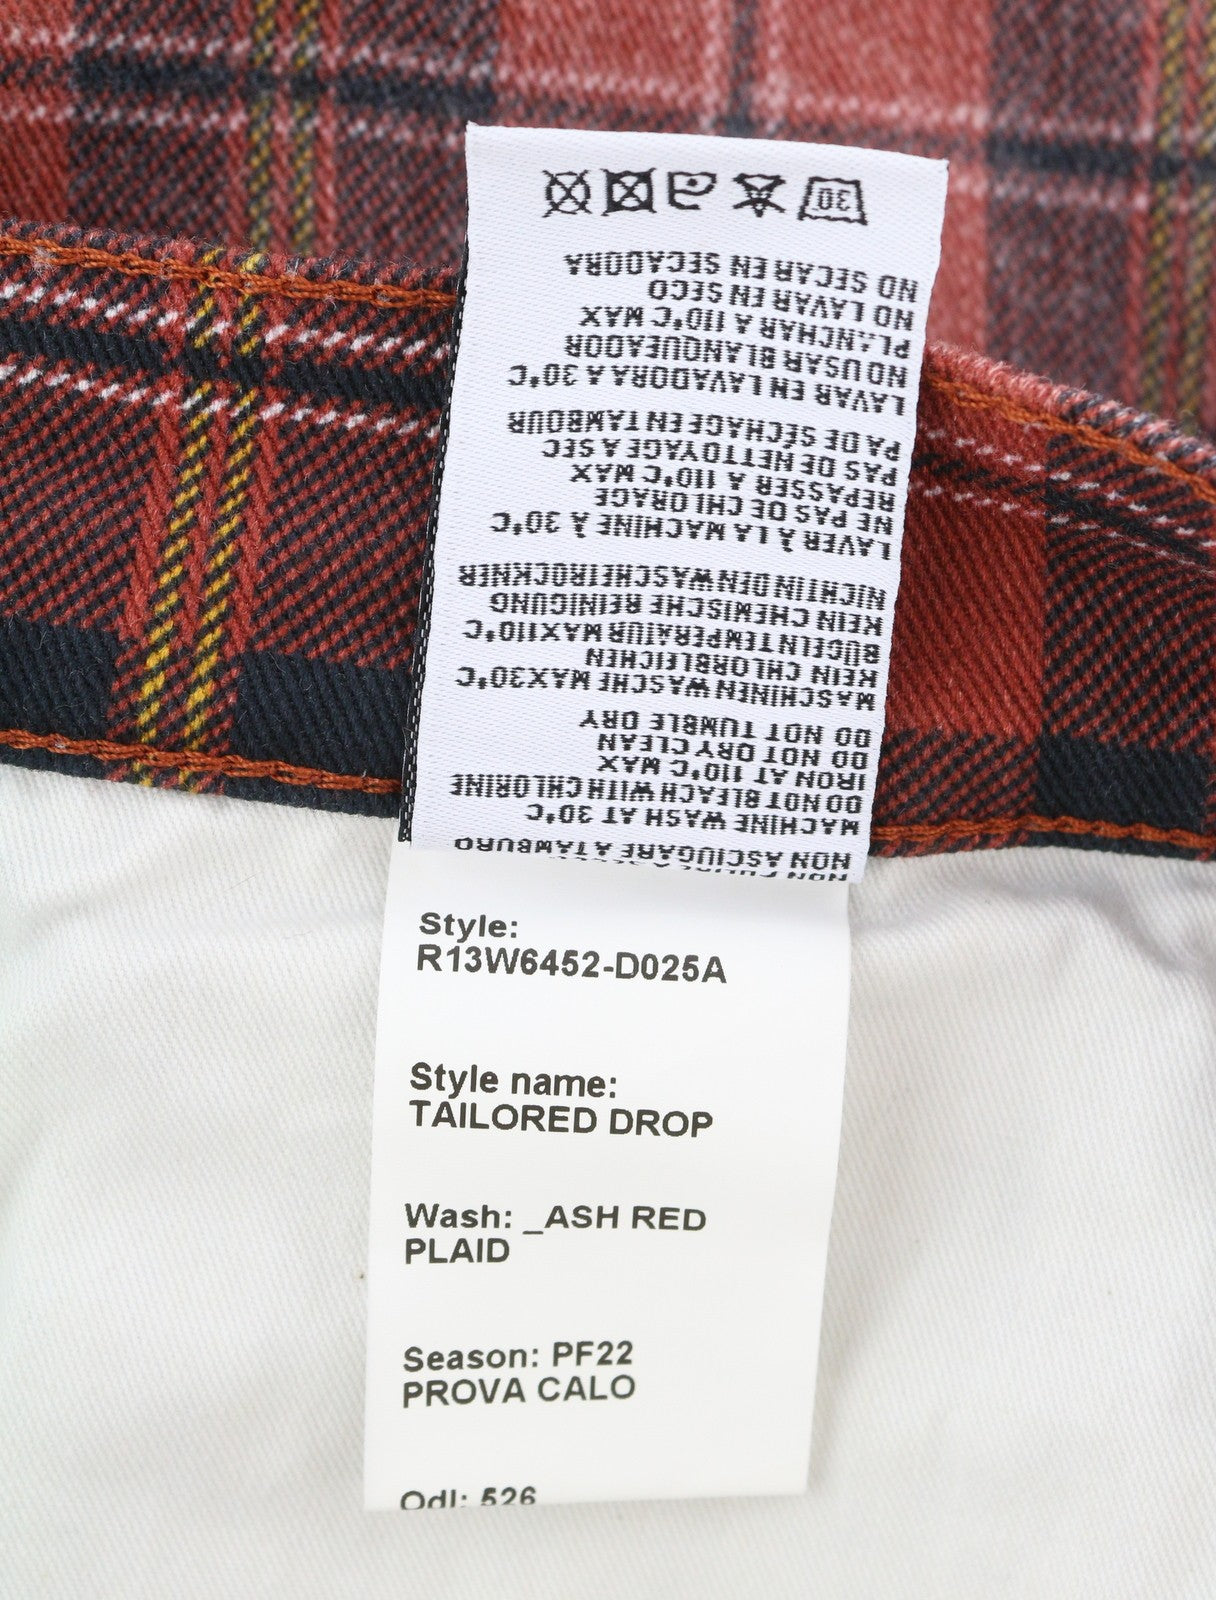 NON ASCIUGARE A TAMBURO
MACHINE WASH AT 30°C
DO NOT BLEACH WITH CHLORINE
IRON AT 110°C MAX
DO NOT DRY CLEAN
DO NOT TUMBLE DRY
MASCHINEN WASCHE MAX30°C
KEIN CHLORBLEICHEN
BÜGELN TEMPERATUR MAX110°C
KEIN CHEMISCHE REINIGUNG
NICHT IN DEN WASCHETROCKNER
LAVER À LA MACHINE À 30°C
NE PAS DE CHLORAGE
REPASSER A 110°C MAX
PAS DE NETTOYAGE A SEC
PA DE SÉCHAGE EN TAMBOUR
LAVAR EN LAVADORA A 30°C
NO USAR BLANQUEADOR
PLANCHAR A 110°C MAX
NO LAVAR EN SECO
NO SECAR EN SECADORA
30
Style:
R13W6452-D025A
Style name:
TAILORED DROP
Wash: _ASH RED
PLAID
Season: PF22
PROVA CALO
Odl: 526